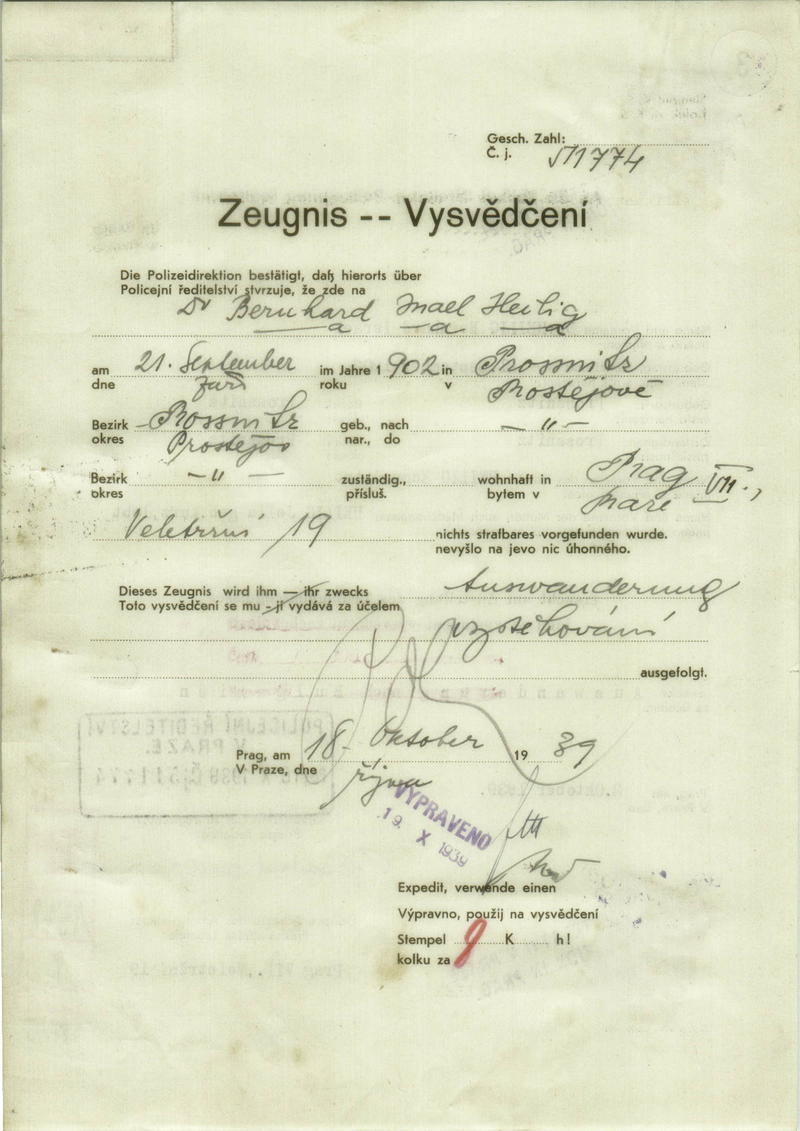 Gesch. Zahl:
Č. j. 511774
Zeugnis -- Vysvědčení
Die Polizeidirektion bestätigt, daß hierorts über
Policejní ředitelství stvrzuje, že zde na
Dr Bernhard Israel Heilig
a a a
am 21. September im Jahre 1902 in Prossnitz
dne září roku v Prostějově
Bezirk Prossnitz geb., nach — „ —
okres Prostějov nar., do
Bezirk — „ — zuständig., wohnhaft in Prag VII.,
okres přísluš. bytem v Praze
Veletržní 19 nichts strafbares vorgefunden wurde.
nevyšlo na jevo nic úhonného.
Dieses Zeugnis wird ihm — ihr zwecks Auswanderung
Toto vysvědčení se mu - jí vydává za účelem vystěhování
ausgefolgt.
Prag, am 18. Oktober 1939
V Praze, dne října
VYPRAVENO
19. X 1939
Expedit, verwende einen
Výpravno, použij na vysvědčení
Stempel K h!
kolku za